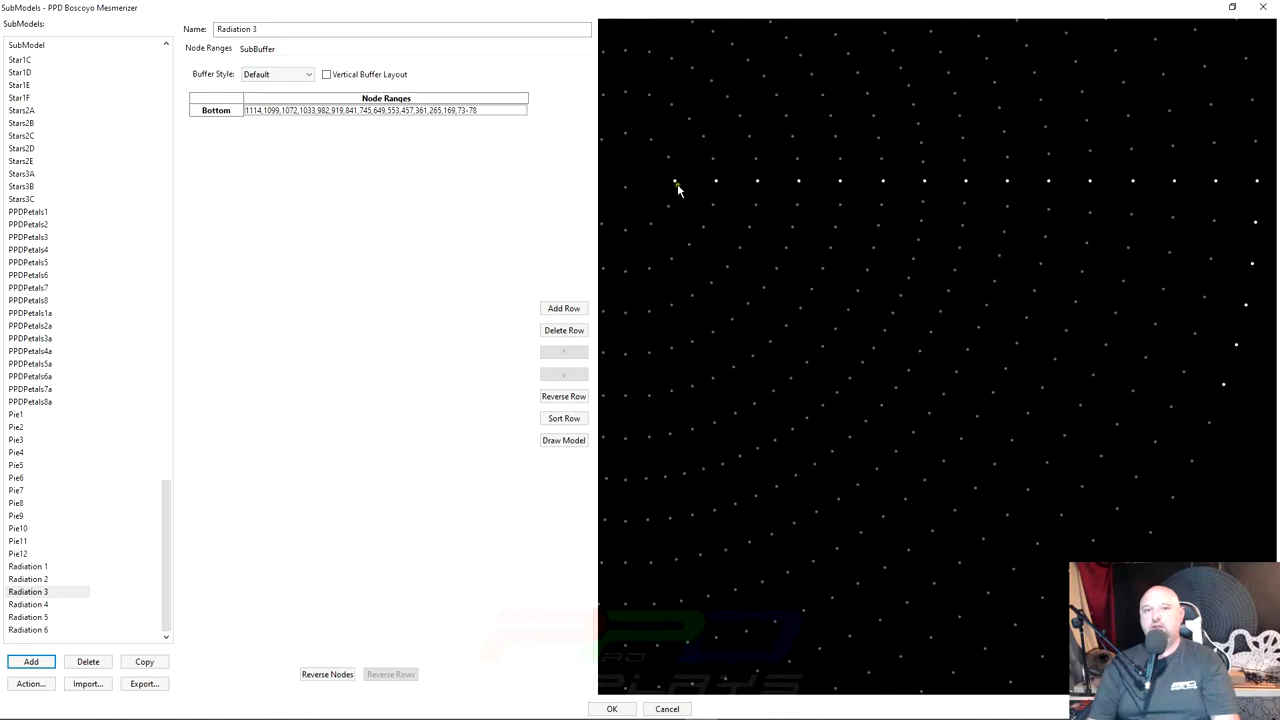 SubModels - PPD Boscoyo Mesmerizer
SubModels:
SubModel
Star1C
Star1D
Star1E
Star1F
Stars2A
Stars2B
Stars2C
Stars2D
Stars2E
Stars3A
Stars3B
Stars3C
PPDPetals1
PPDPetals2
PPDPetals3
PPDPetals4
PPDPetals5
PPDPetals6
PPDPetals7
PPDPetals8
PPDPetals1a
PPDPetals2a
PPDPetals3a
PPDPetals4a
PPDPetals5a
PPDPetals6a
PPDPetals7a
PPDPetals8a
Pie1
Pie2
Pie3
Pie4
Pie5
Pie6
Pie7
Pie8
Pie9
Pie10
Pie11
Pie12
Radiation 1
Radiation 2
Radiation 3
Radiation 4
Radiation 5
Radiation 6
Add Delete Copy
Action... Import... Export...
Name: Radiation 3
Node Ranges SubBuffer
Buffer Style: Default Vertical Buffer Layout
Node Ranges
Bottom 1114,1099,1072,1033,982,919,841,745,649,553,457,361,265,169,73-78
Add Row
Delete Row
^
v
Reverse Row
Sort Row
Draw Model
Reverse Nodes Reverse Rows
OK Cancel
PPD